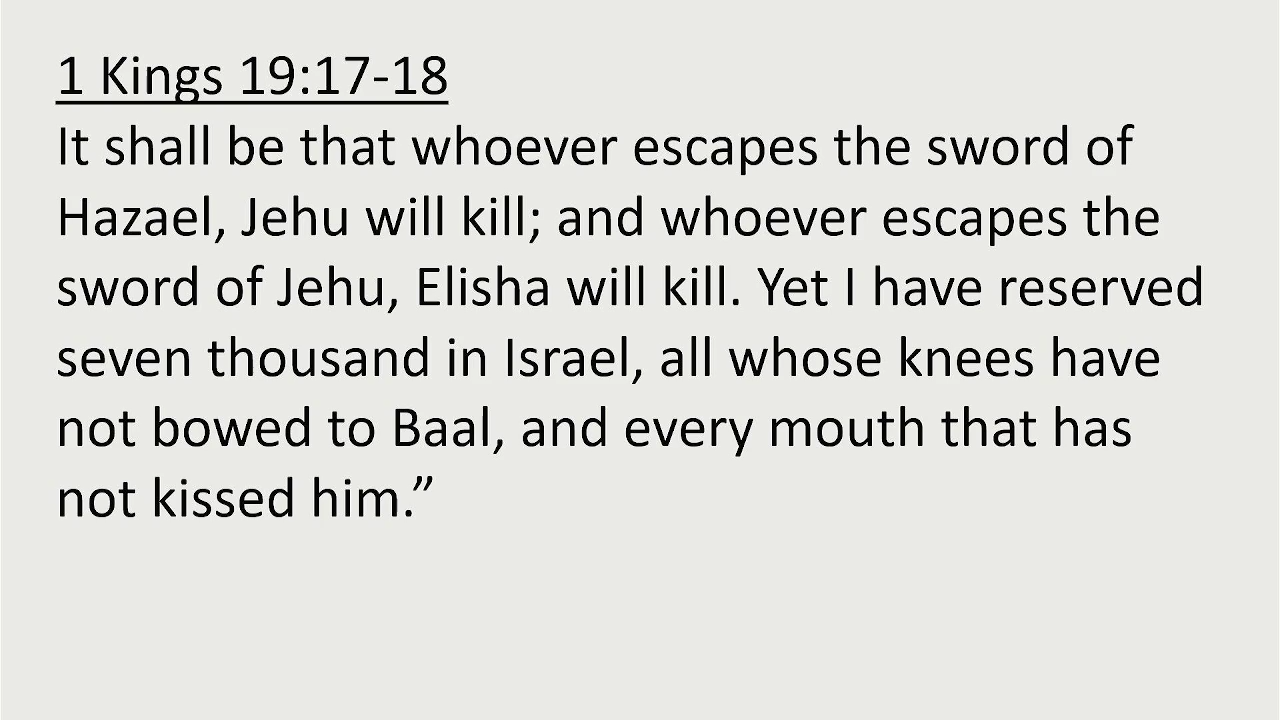 1 Kings 19:17-18
It shall be that whoever escapes the sword of
Hazael, Jehu will kill; and whoever escapes the
sword of Jehu, Elisha will kill. Yet I have reserved
seven thousand in Israel, all whose knees have
not bowed to Baal, and every mouth that has
not kissed him.”